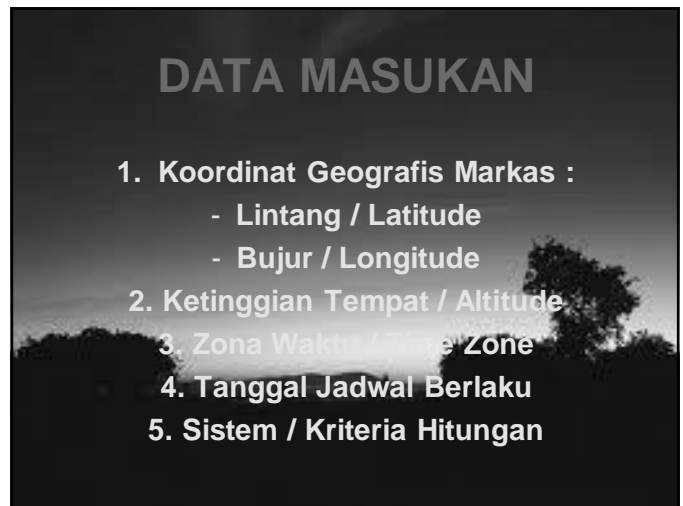 DATA MASUKAN
1. Koordinat Geografis Markas :
- Lintang / Latitude
- Bujur / Longitude
2. Ketinggian Tempat / Altitude
3. Zona Waktu / Time Zone
4. Tanggal Jadwal Berlaku
5. Sistem / Kriteria Hitungan